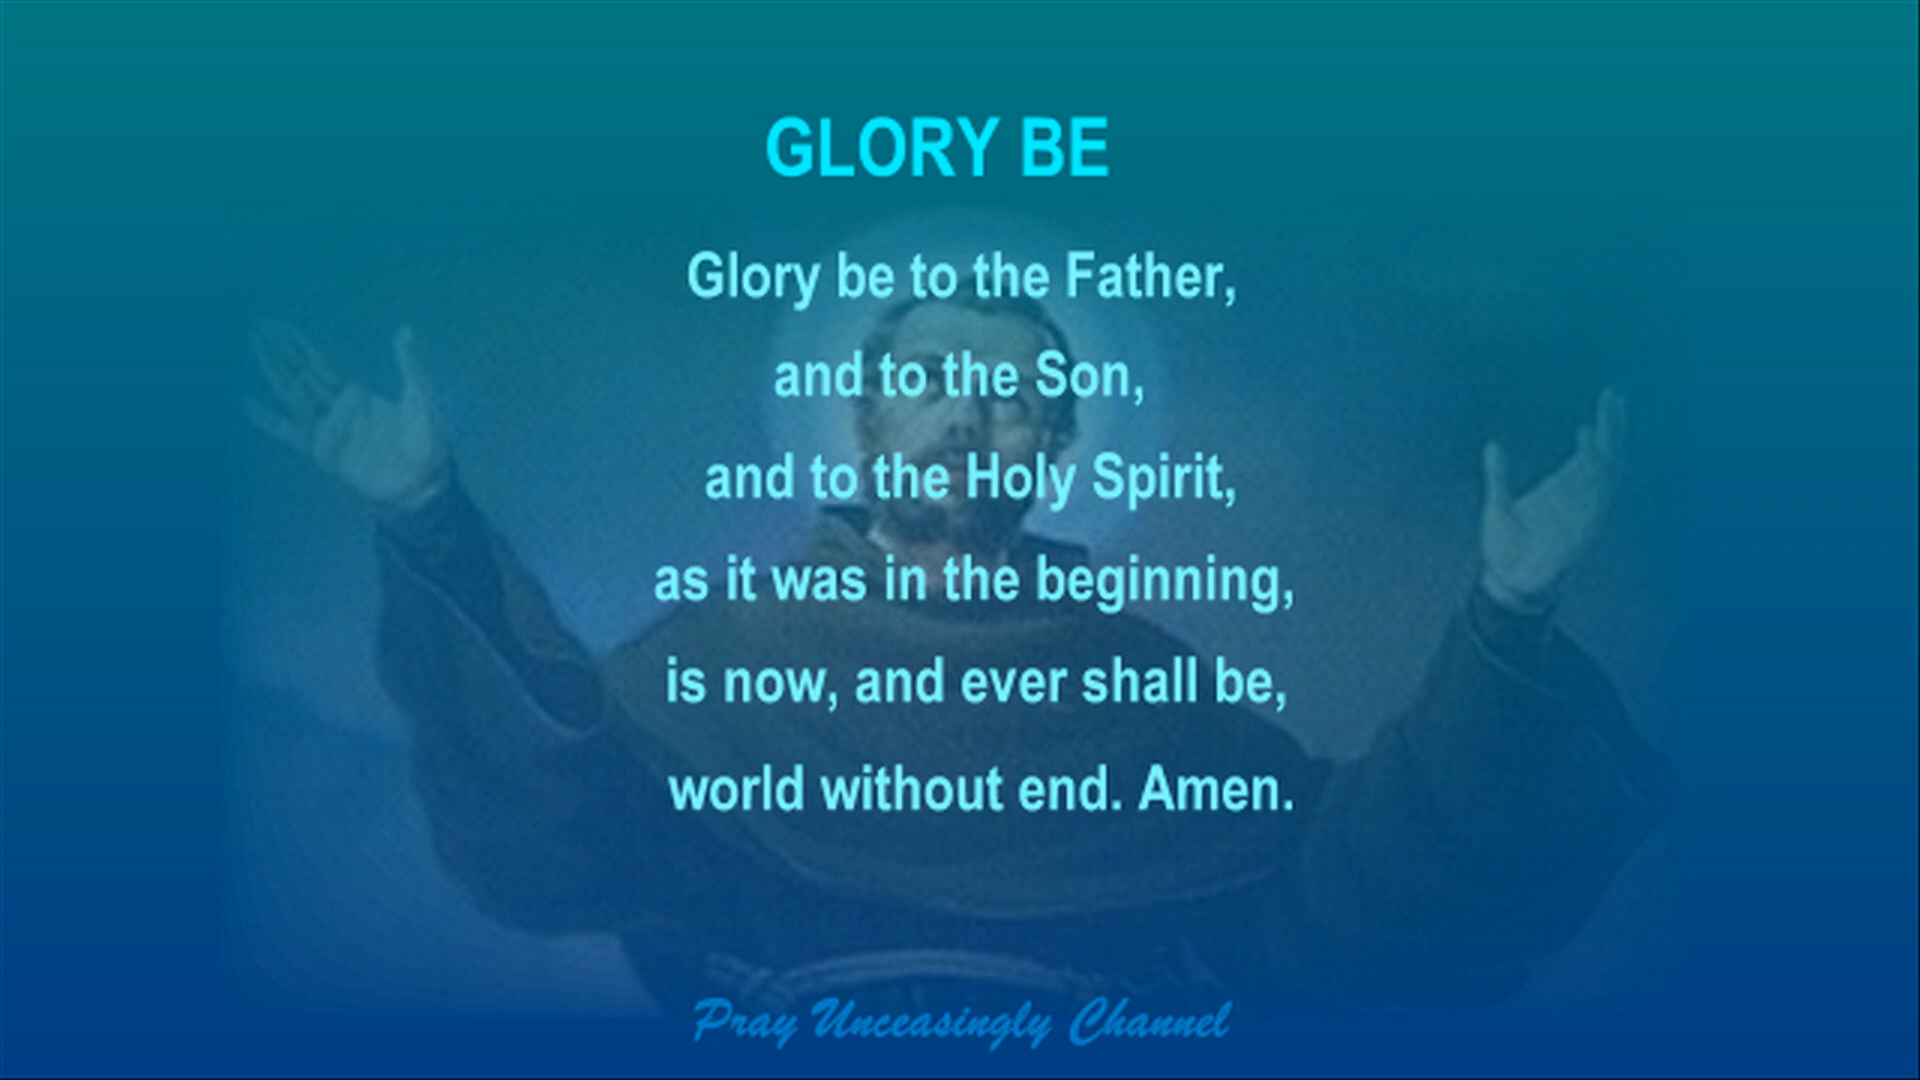 GLORY BE
Glory be to the Father,
and to the Son,
and to the Holy Spirit,
as it was in the beginning,
is now, and ever shall be,
world without end. Amen.
Pray Unceasingly Channel